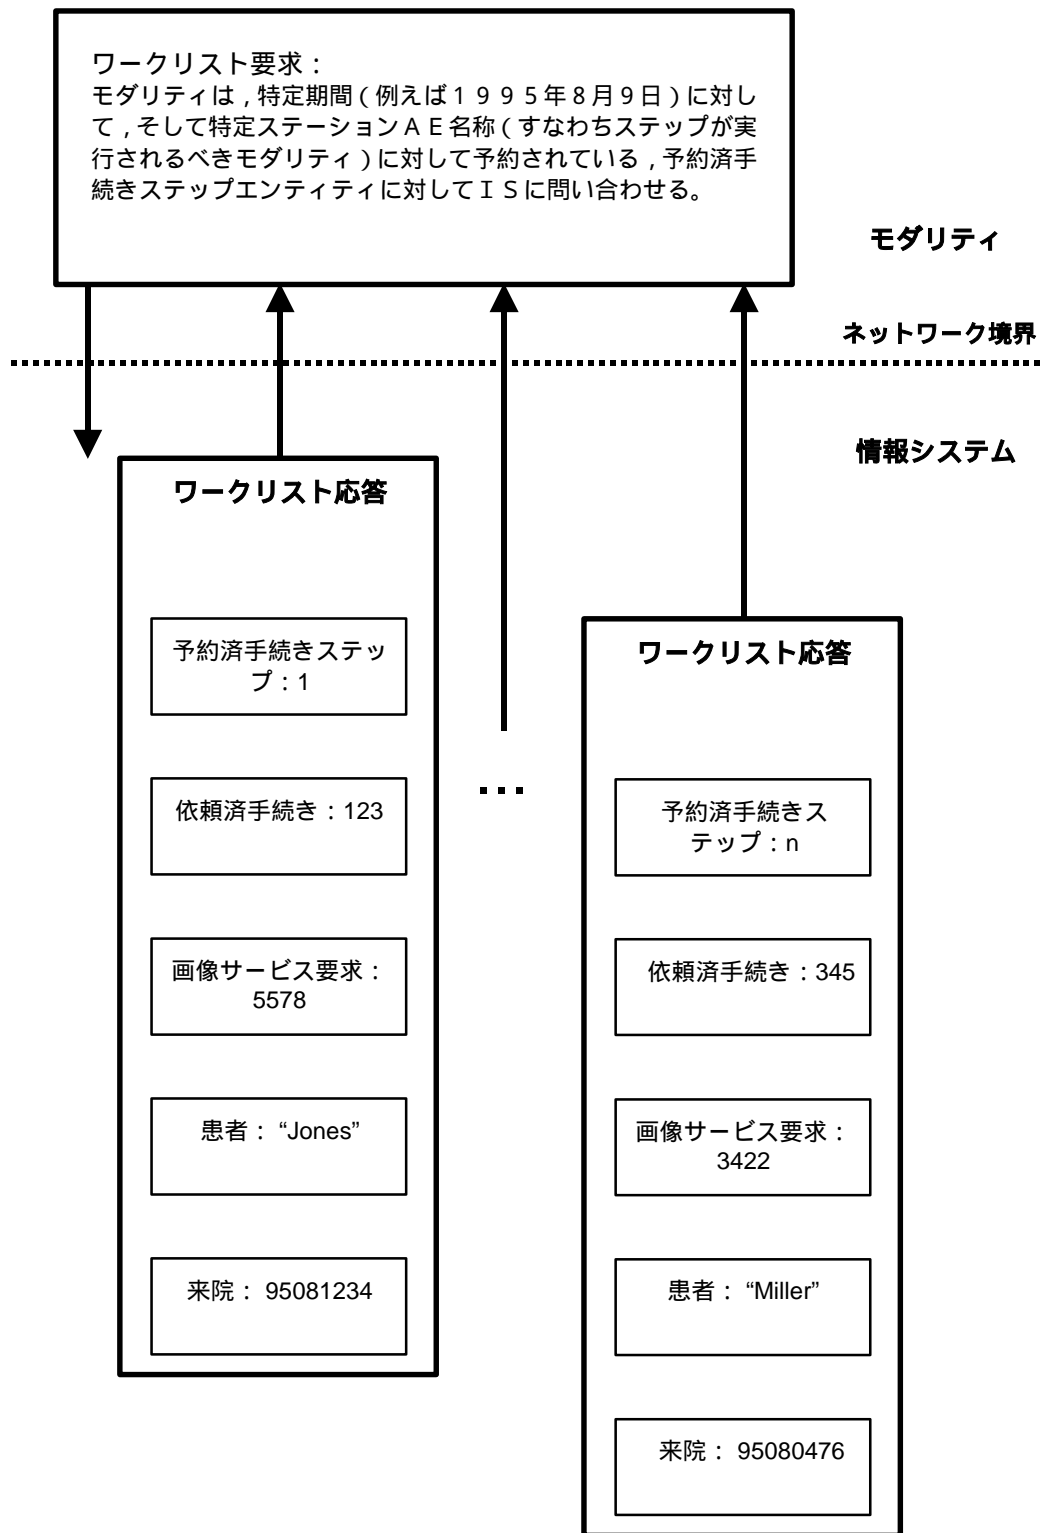 ワークリスト要求：
モダリティは，特定期間（例えば１９９５年８月９日）に対し
て，そして特定ステーションＡＥ名称（すなわちステップが実
行されるべきモダリティ）に対して予約されている，予約済手
続きステップエンティティに対してＩＳに問い合わせる。
モダリティ
ネットワーク境界
情報システム
ワークリスト応答
予約済手続きステッ
プ：1
依頼済手続き：123
画像サービス要求：
5578
患者： “Jones”
来院： 95081234
...
ワークリスト応答
予約済手続きス
テップ：n
依頼済手続き：345
画像サービス要求：
3422
患者： “Miller”
来院： 95080476